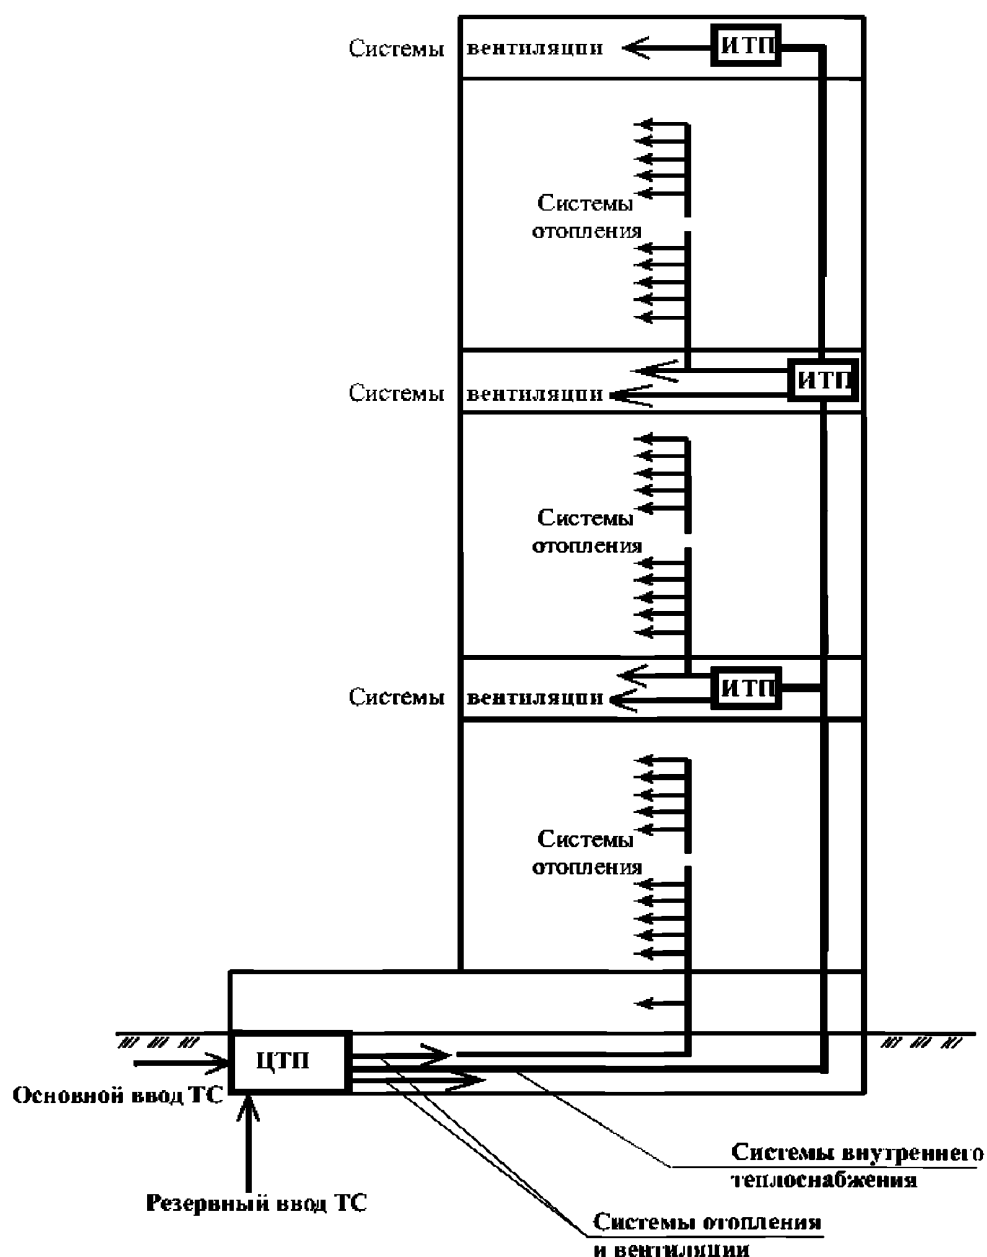 Системы вентиляции ИТП
Системы
отопления
ИТП
Системы вентиляции
Системы
отопления
ИТП
Системы вентиляции
Системы
отопления
ЦТП
Основной ввод ТС
Системы внутреннего
теплоснабжения
Резервный ввод ТС
Системы отопления
и вентиляции